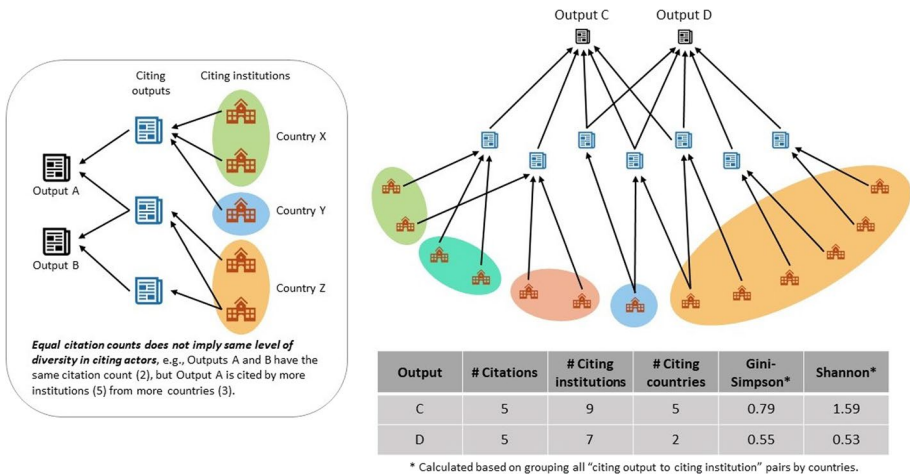 Output C
Output D
Citing
outputs
Citing institutions
Country X
Output A
Country Y
Output B
Country Z
Equal citation counts does not imply same level of
diversity in citing actors, e.g., Outputs A and B have the
same citation count (2), but Output A is cited by more
institutions (5) from more countries (3).
Output # Citations # Citing institutions # Citing countries Gini-Simpson* Shannon*
C 5 9 5 0.79 1.59
D 5 7 2 0.55 0.53
* Calculated based on grouping all “citing output to citing institution” pairs by countries.